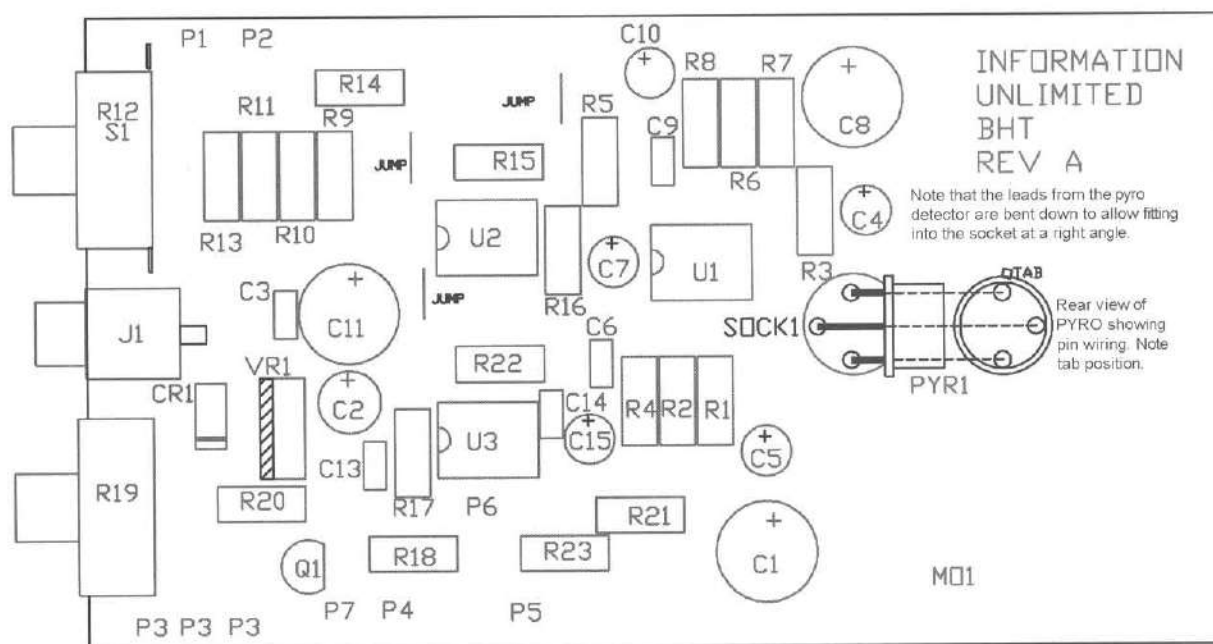 P1 P2
C10
R14
R8 R7
INFORMATION
UNLIMITED
BHT
REV A
R12
S1
R11 R9
JUMP
R5
C9
C8
JUMP
R15
R6
R13 R10
U2
C7
U1
C4
R3
Note that the leads from the pyro
detector are bent down to allow fitting
into the socket at a right angle.
TAB
C3
C11
JUMP
R16
SOCK1
PYR1
Rear view of
PYRO showing
pin wiring. Note
tab position.
J1
VR1
CR1
C2
R22
C6
C14
R4 R2 R1
C13
U3
C15
C5
R19
R20
R17
P6
R21
Q1
R18
R23
C1
MO1
P7 P4 P5
P3 P3 P3
+
+
+
+
+
+
+
+
+